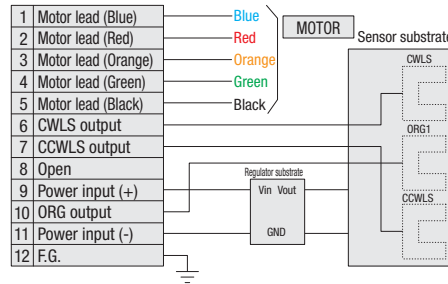 1 Motor lead (Blue)
2 Motor lead (Red)
3 Motor lead (Orange)
4 Motor lead (Green)
5 Motor lead (Black)
6 CWLS output
7 CCWLS output
8 Open
9 Power input (+)
10 ORG output
11 Power input (-)
12 F.G.
Blue
Red
Orange
Green
Black
MOTOR
Sensor substrate
CWLS
ORG1
CCWLS
Regulator substrate
Vin Vout
GND